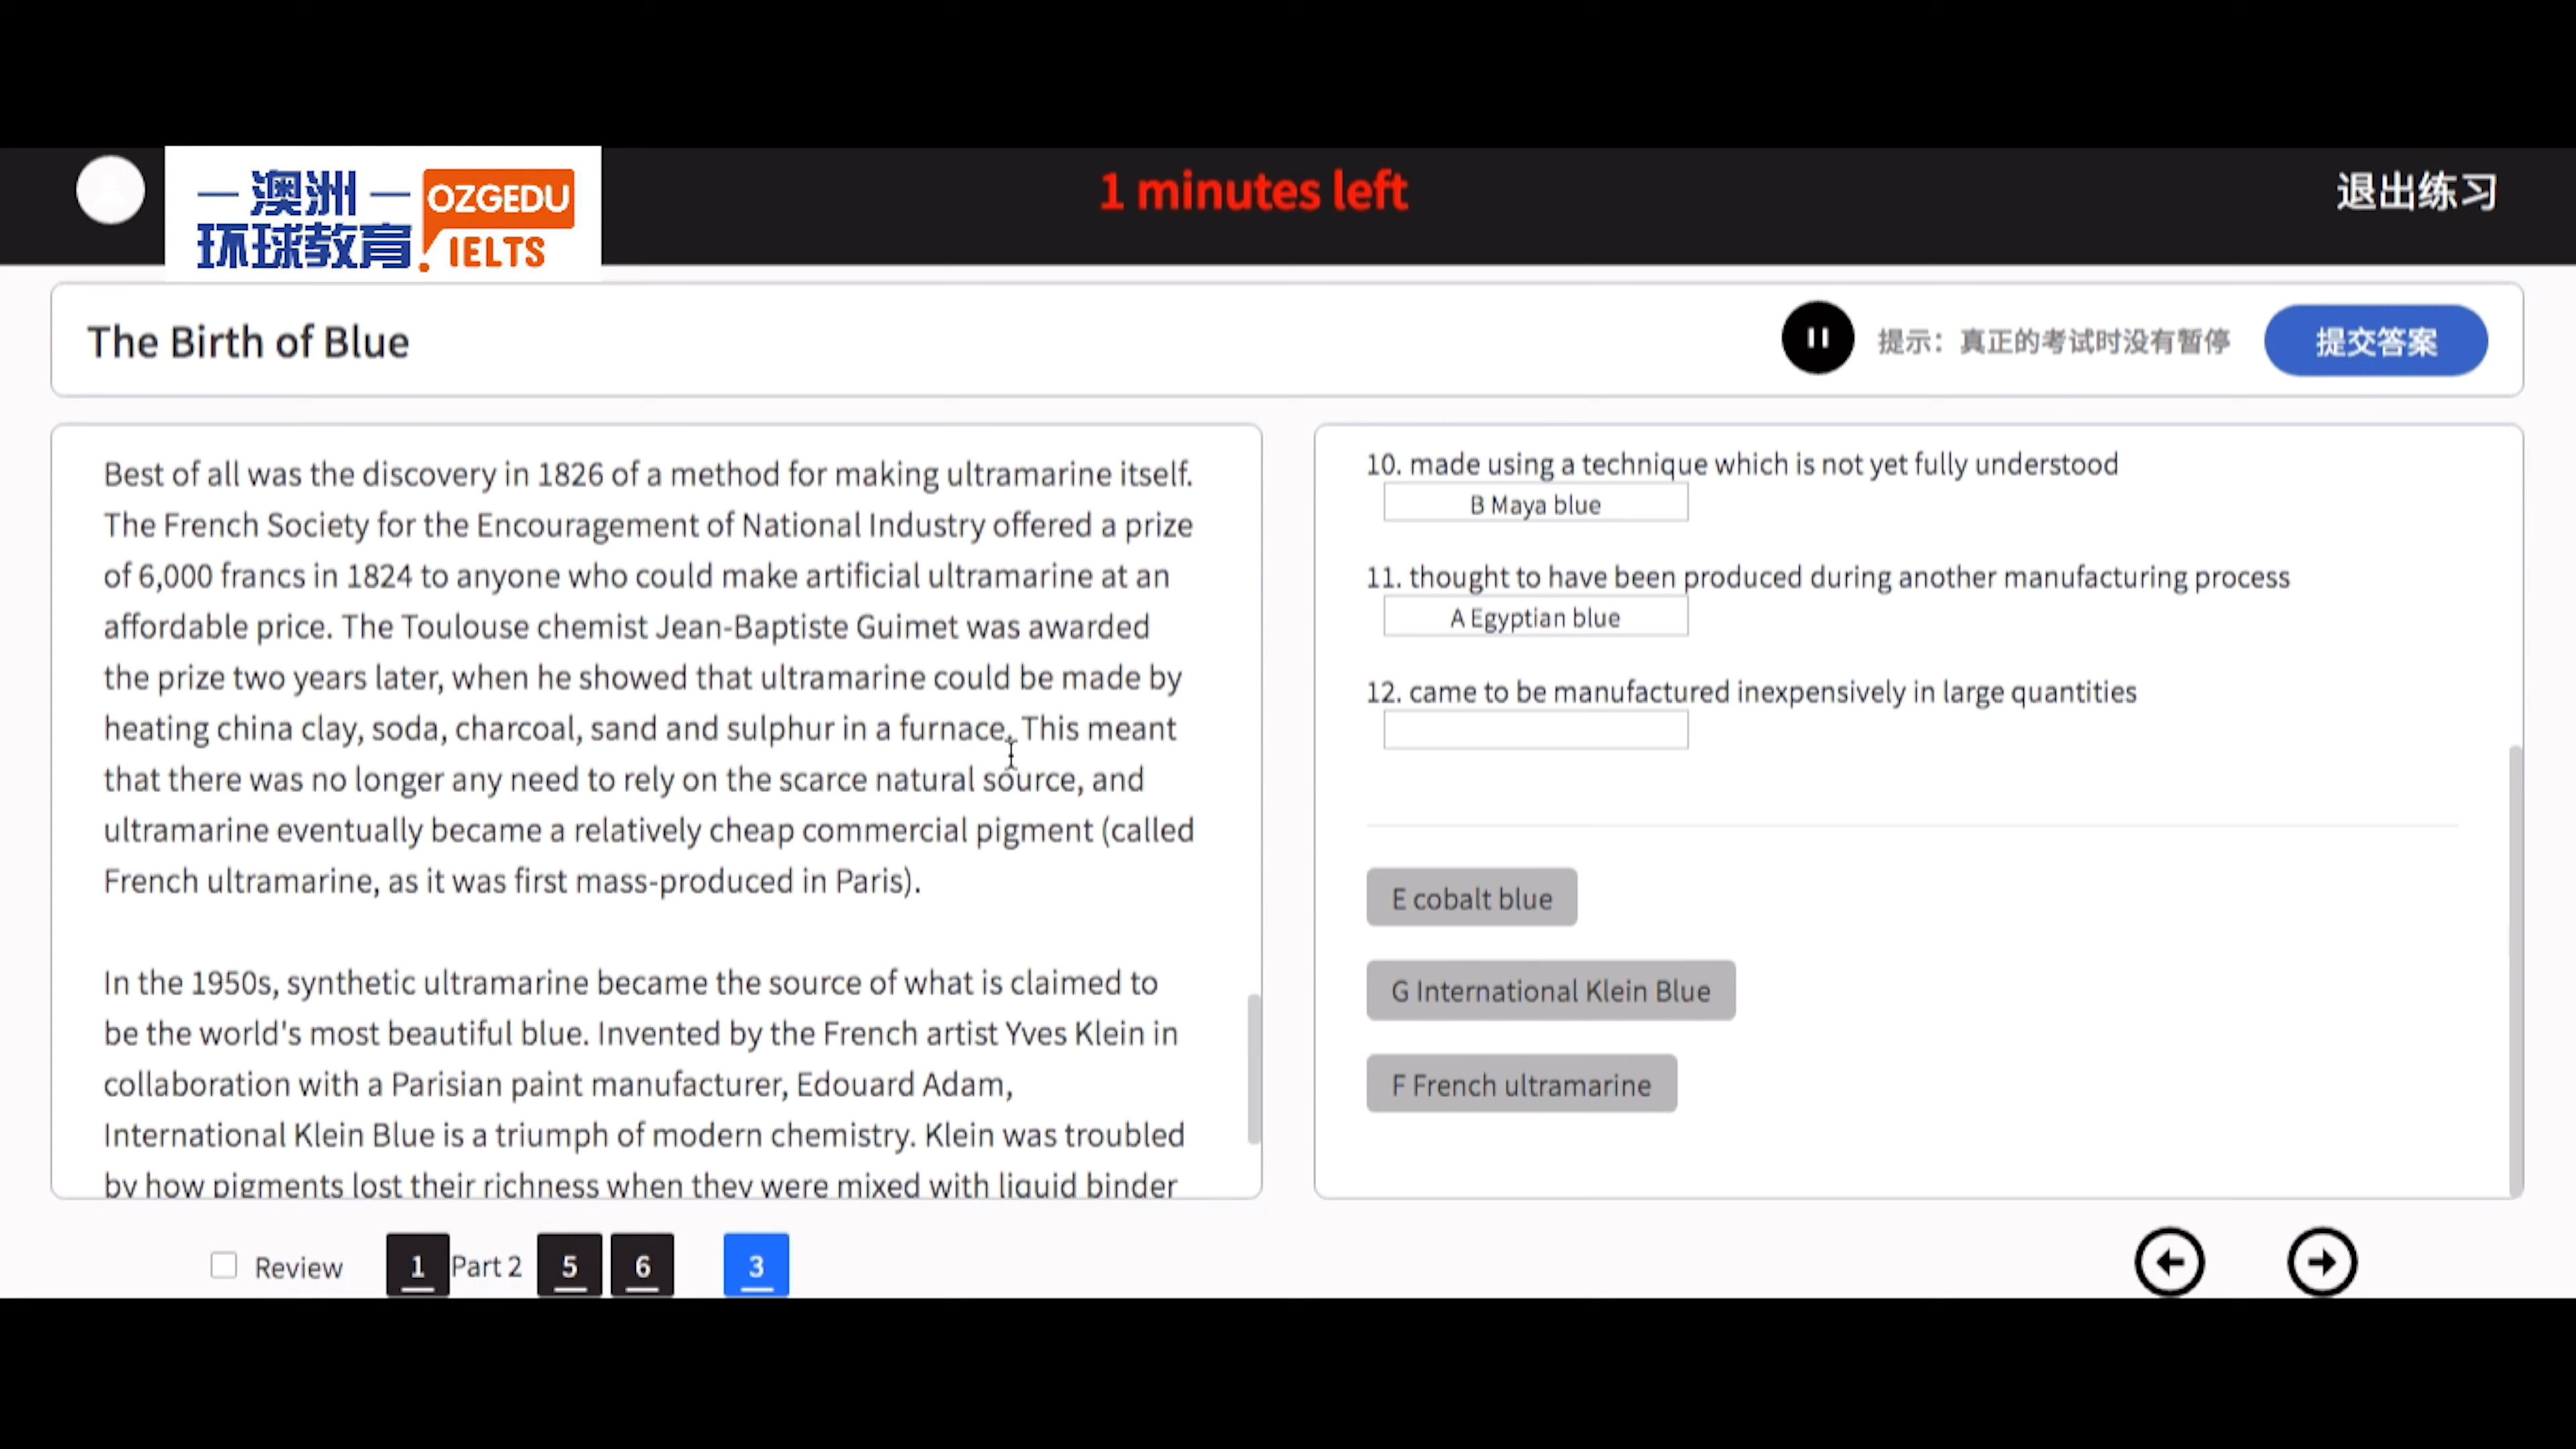 澳洲
环球教育
OZGEDU
IELTS
1 minutes left
退出练习
The Birth of Blue
提示：真正的考试时没有暂停
提交答案
Best of all was the discovery in 1826 of a method for making ultramarine itself.
The French Society for the Encouragement of National Industry offered a prize
of 6,000 francs in 1824 to anyone who could make artificial ultramarine at an
affordable price. The Toulouse chemist Jean-Baptiste Guimet was awarded
the prize two years later, when he showed that ultramarine could be made by
heating china clay, soda, charcoal, sand and sulphur in a furnace. This meant
that there was no longer any need to rely on the scarce natural source, and
ultramarine eventually became a relatively cheap commercial pigment (called
French ultramarine, as it was first mass-produced in Paris).
In the 1950s, synthetic ultramarine became the source of what is claimed to
be the world's most beautiful blue. Invented by the French artist Yves Klein in
collaboration with a Parisian paint manufacturer, Edouard Adam,
International Klein Blue is a triumph of modern chemistry. Klein was troubled
by how pigments lost their richness when they were mixed with liquid binder
10. made using a technique which is not yet fully understood
B Maya blue
11. thought to have been produced during another manufacturing process
A Egyptian blue
12. came to be manufactured inexpensively in large quantities
E cobalt blue
G International Klein Blue
F French ultramarine
Review
1
Part 2
5
6
3